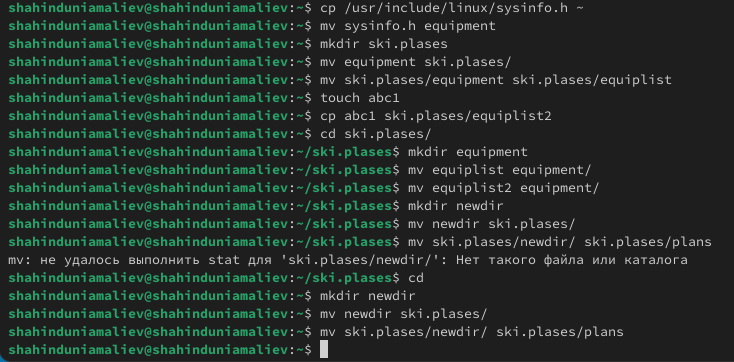 shahinduniamaliev@shahinduniamaliev:~$ cp /usr/include/linux/sysinfo.h ~
shahinduniamaliev@shahinduniamaliev:~$ mv sysinfo.h equipment
shahinduniamaliev@shahinduniamaliev:~$ mkdir ski.plases
shahinduniamaliev@shahinduniamaliev:~$ mv equipment ski.plases/
shahinduniamaliev@shahinduniamaliev:~$ mv ski.plases/equipment ski.plases/equiplist
shahinduniamaliev@shahinduniamaliev:~$ touch abc1
shahinduniamaliev@shahinduniamaliev:~$ cp abc1 ski.plases/equiplist2
shahinduniamaliev@shahinduniamaliev:~$ cd ski.plases/
shahinduniamaliev@shahinduniamaliev:~/ski.plases$ mkdir equipment
shahinduniamaliev@shahinduniamaliev:~/ski.plases$ mv equiplist equipment/
shahinduniamaliev@shahinduniamaliev:~/ski.plases$ mv equiplist2 equipment/
shahinduniamaliev@shahinduniamaliev:~/ski.plases$ mkdir newdir
shahinduniamaliev@shahinduniamaliev:~/ski.plases$ mv newdir ski.plases/
shahinduniamaliev@shahinduniamaliev:~/ski.plases$ mv ski.plases/newdir/ ski.plases/plans
mv: не удалось выполнить stat для 'ski.plases/newdir/': Нет такого файла или каталога
shahinduniamaliev@shahinduniamaliev:~/ski.plases$ cd
shahinduniamaliev@shahinduniamaliev:~$ mkdir newdir
shahinduniamaliev@shahinduniamaliev:~$ mv newdir ski.plases/
shahinduniamaliev@shahinduniamaliev:~$ mv ski.plases/newdir/ ski.plases/plans
shahinduniamaliev@shahinduniamaliev:~$